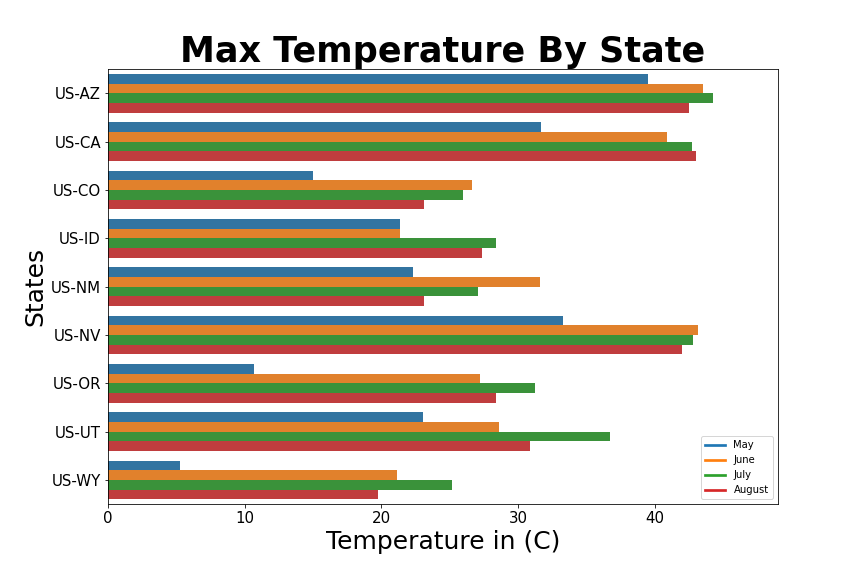 Max Temperature By State
States
US-AZ
US-CA
US-CO
US-ID
US-NM
US-NV
US-OR
US-UT
US-WY
May
June
July
August
0 10 20 30 40
Temperature in (C)